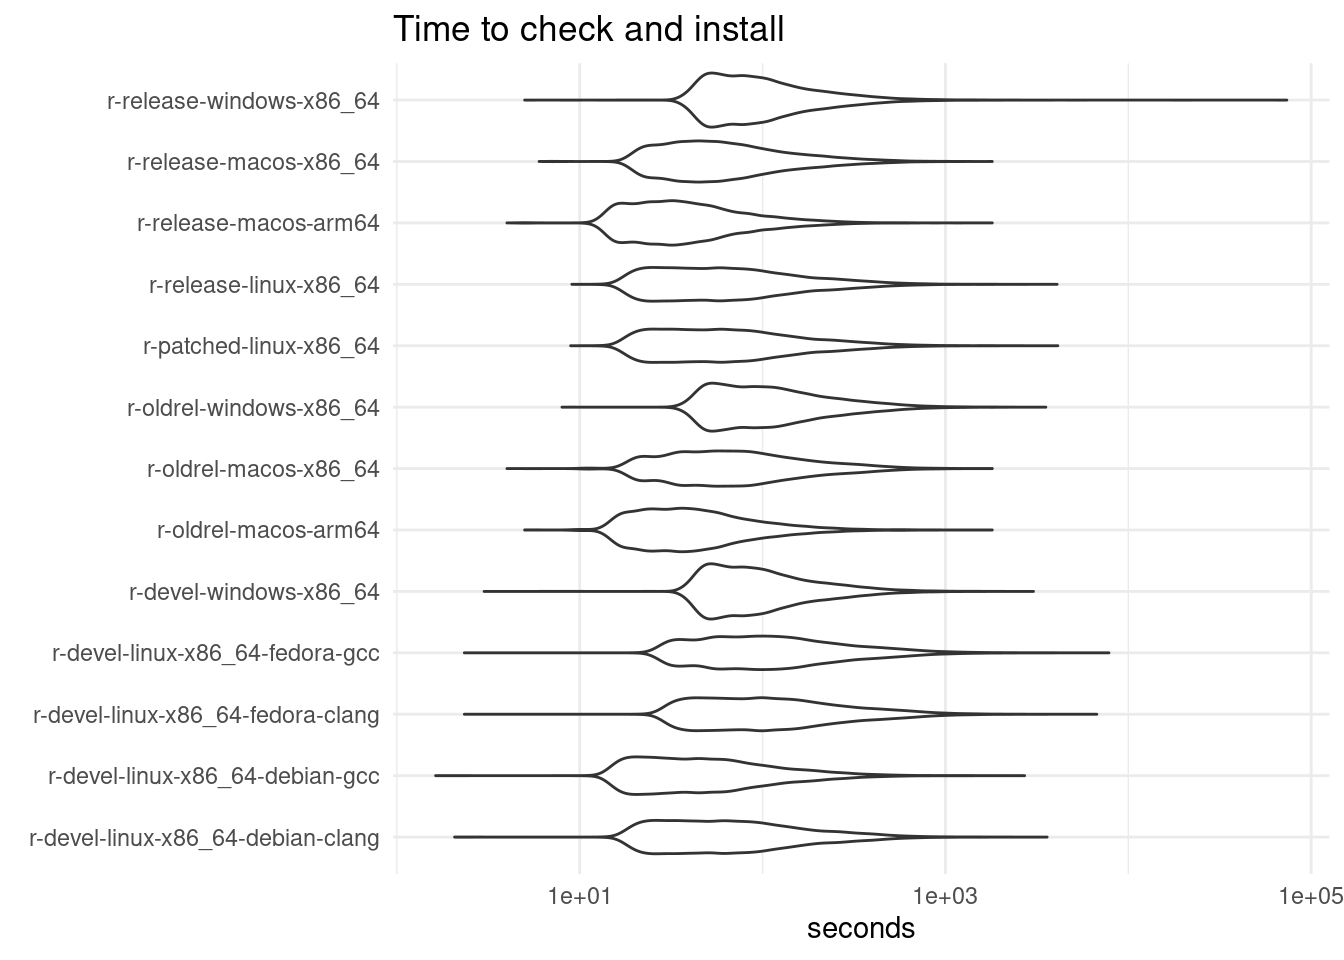 Time to check and install
r-release-windows-x86_64
r-release-macos-x86_64
r-release-macos-arm64
r-release-linux-x86_64
r-patched-linux-x86_64
r-oldrel-windows-x86_64
r-oldrel-macos-x86_64
r-oldrel-macos-arm64
r-devel-windows-x86_64
r-devel-linux-x86_64-fedora-gcc
r-devel-linux-x86_64-fedora-clang
r-devel-linux-x86_64-debian-gcc
r-devel-linux-x86_64-debian-clang
1e+01 1e+03 1e+05
seconds